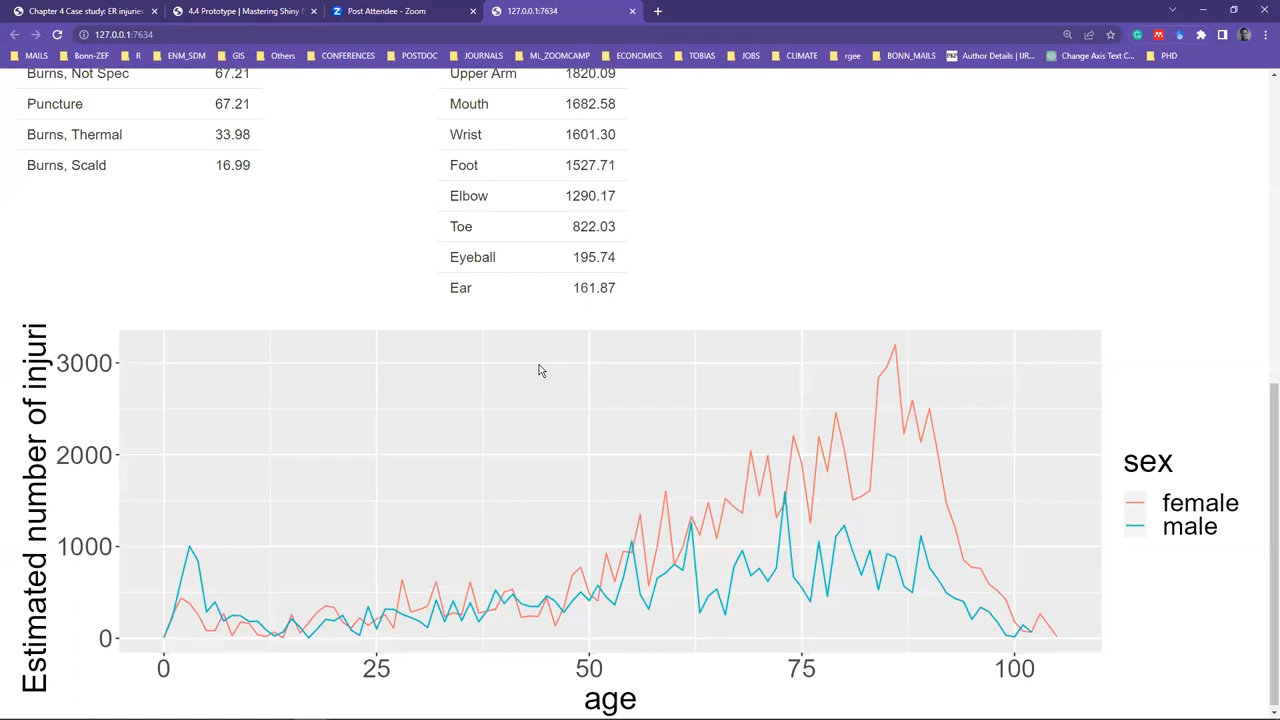 Chapter 4 Case study: ER injuries
4.4 Prototype | Mastering Shiny
Post Attendee - Zoom
127.0.0.1:7634
127.0.0.1:7634
MAILS
Bonn-ZEF
R
ENM_SDM
GIS
Others
CONFERENCES
POSTDOC
JOURNALS
ML_ZOOMCAMP
ECONOMICS
TOBIAS
JOBS
CLIMATE
rgee
BONN_MAILS
Author Details | IJIR...
Change Axis Text C...
PHD
Burns, Not Spec 67.21
Puncture 67.21
Burns, Thermal 33.98
Burns, Scald 16.99
Upper Arm 1820.09
Mouth 1682.58
Wrist 1601.30
Foot 1527.71
Elbow 1290.17
Toe 822.03
Eyeball 195.74
Ear 161.87
Estimated number of injuri
3000
2000
1000
0
0 25 50 75 100
age
sex
female
male